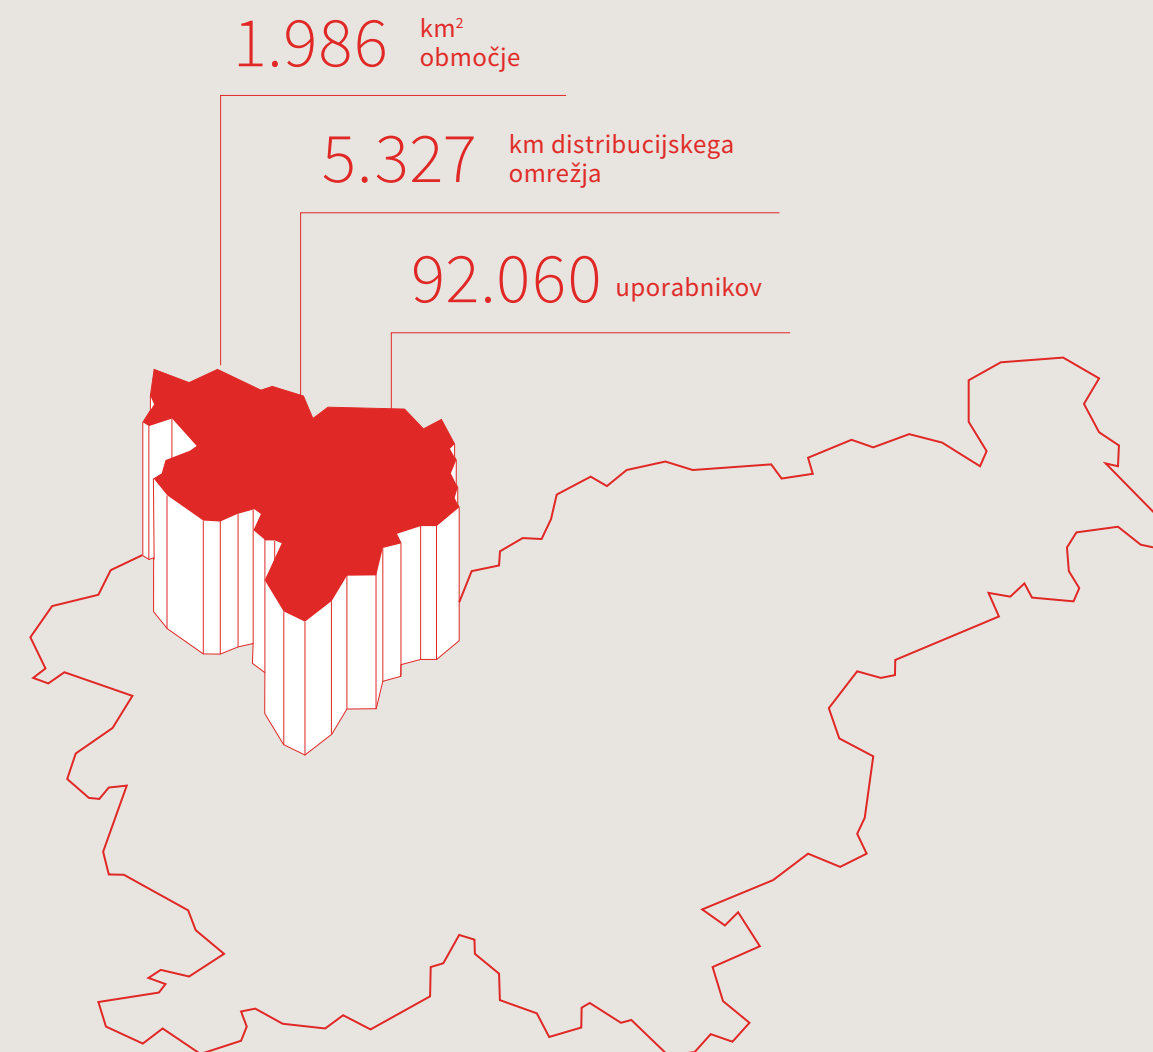 1.986 km²
območje
5.327 km distribucijskega
omrežja
92.060 uporabnikov